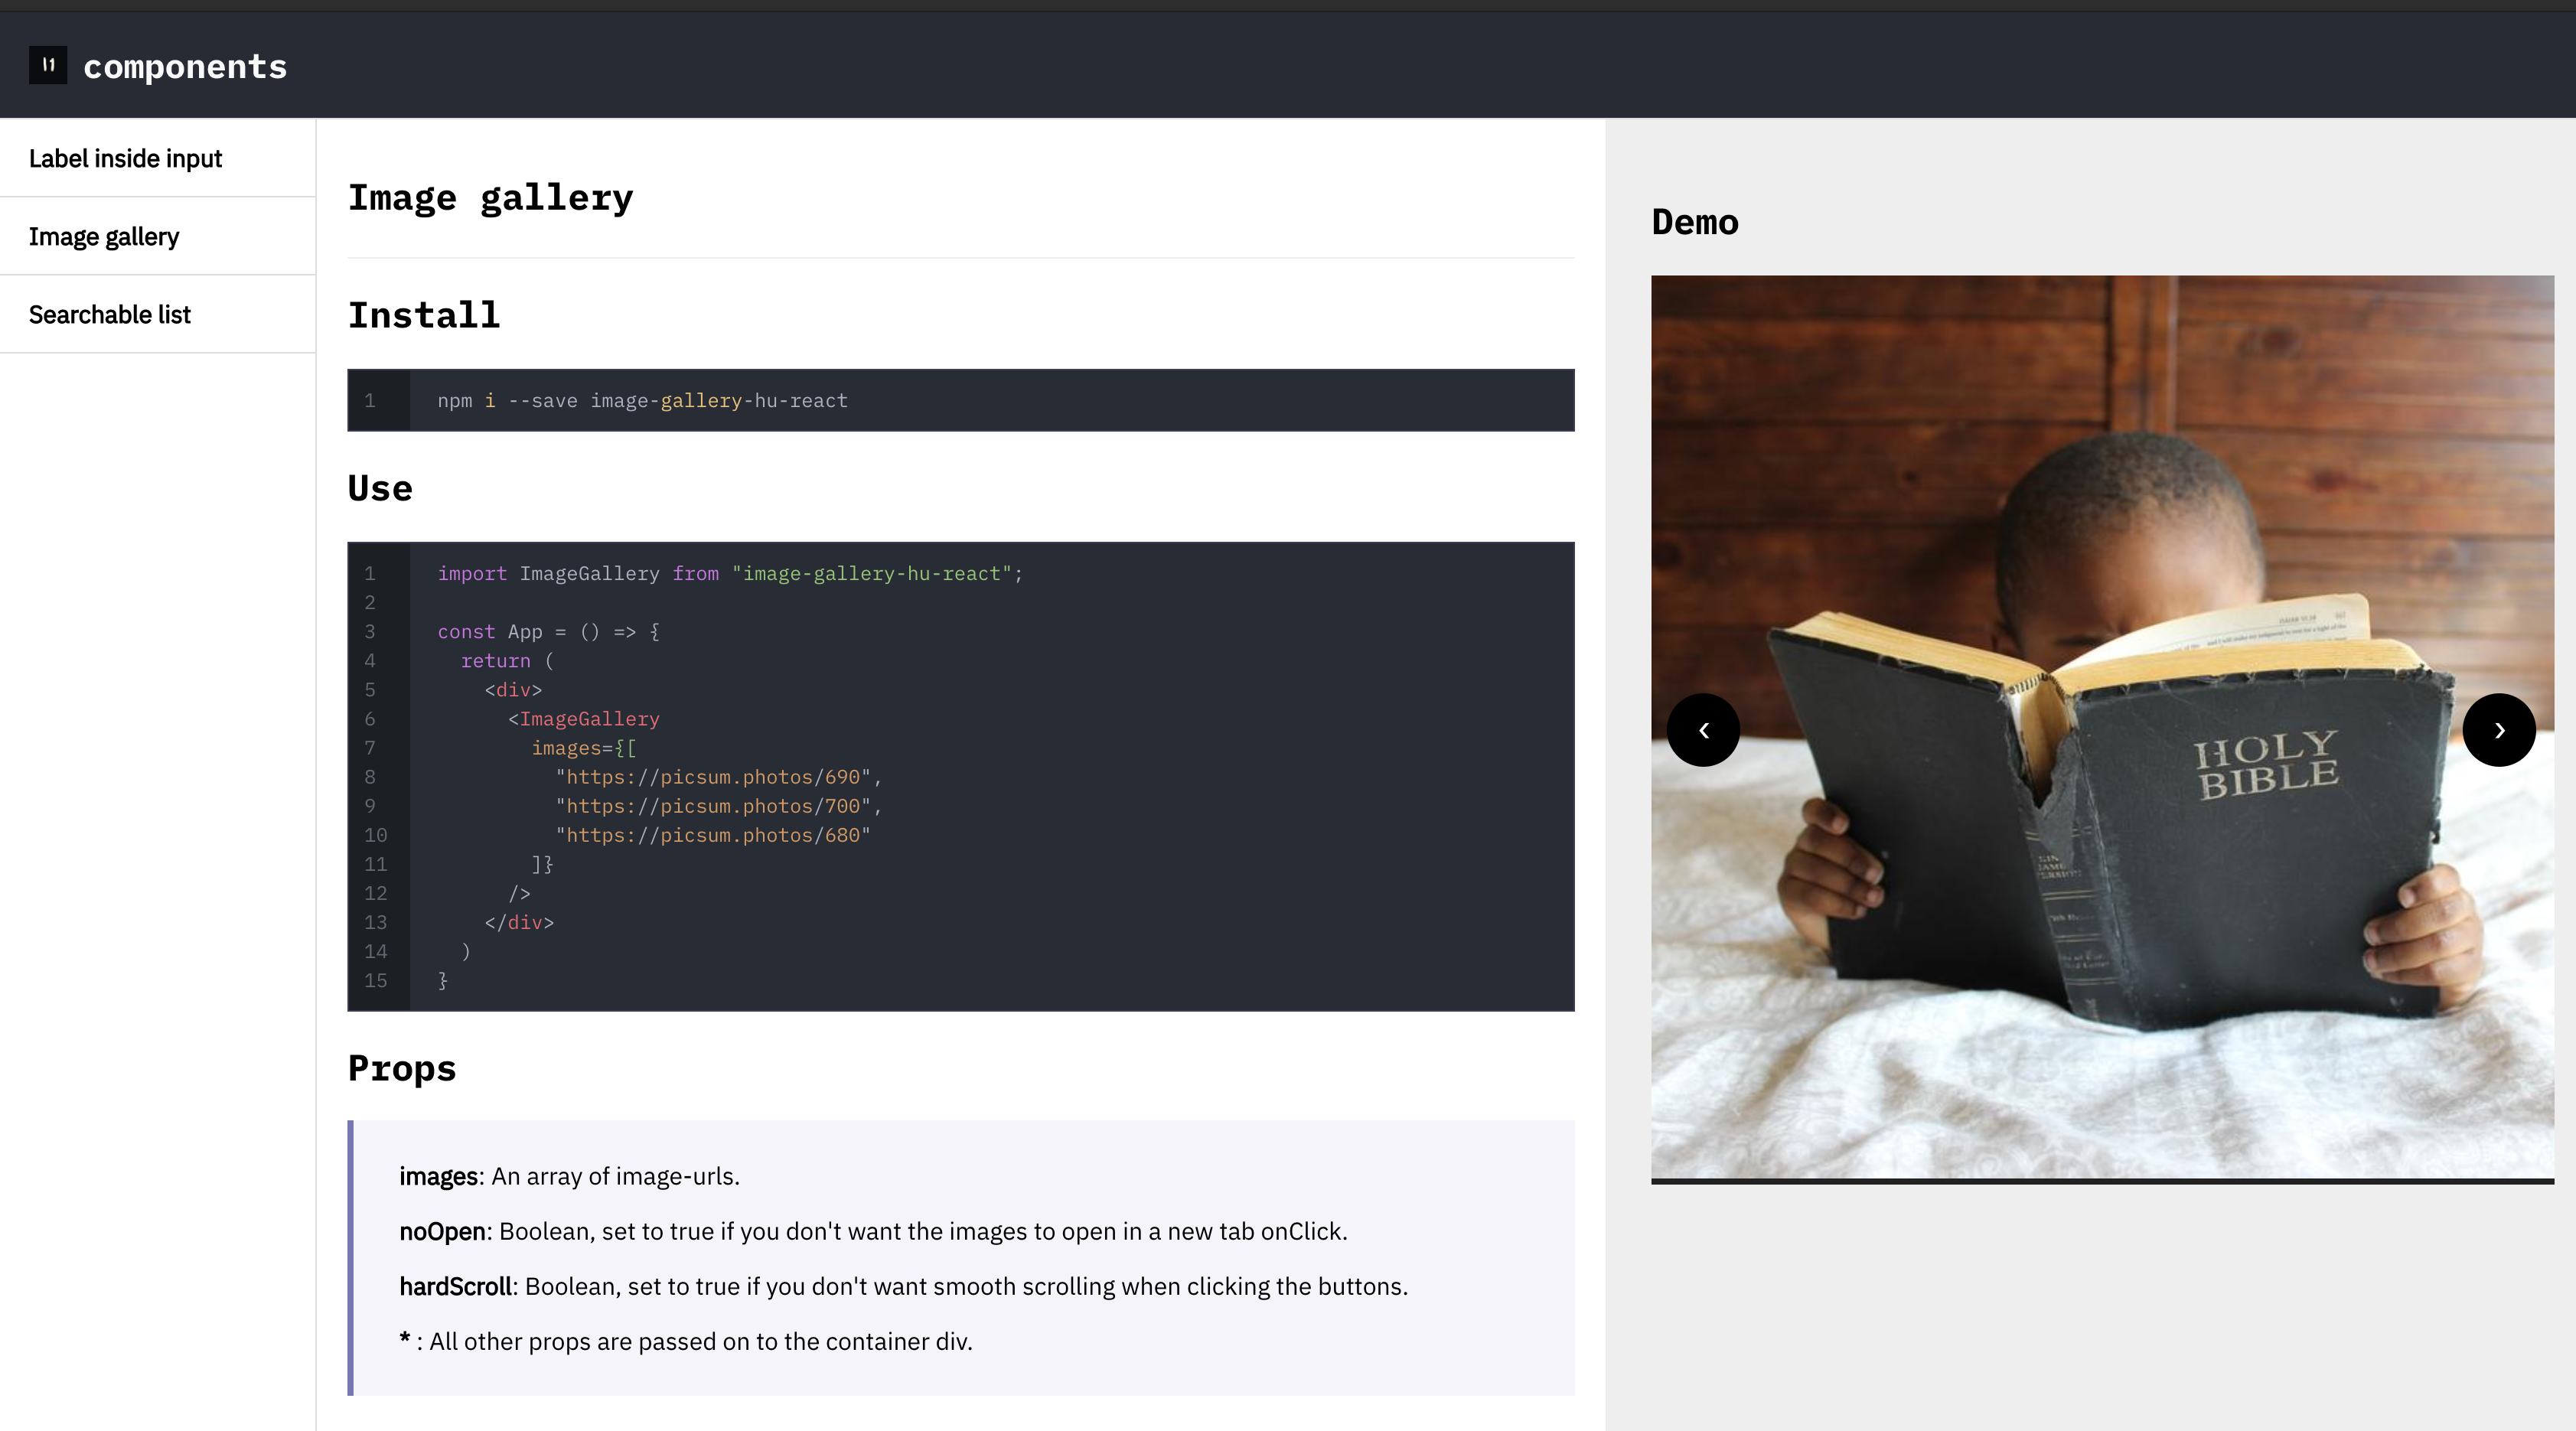 components
Label inside input
Image gallery
Searchable list
Image gallery
Install
1 npm i --save image-gallery-hu-react
Use
1 import ImageGallery from "image-gallery-hu-react";
2
3 const App = () => {
4 return (
5 <div>
6 <ImageGallery
7 images={[
8 "https://picsum.photos/690",
9 "https://picsum.photos/700",
10 "https://picsum.photos/680"
11 ]}
12 />
13 </div>
14 )
15 }
Props
images: An array of image-urls.
noOpen: Boolean, set to true if you don't want the images to open in a new tab onClick.
hardScroll: Boolean, set to true if you don't want smooth scrolling when clicking the buttons.
* : All other props are passed on to the container div.
Demo
‹
›
HOLY
BIBLE